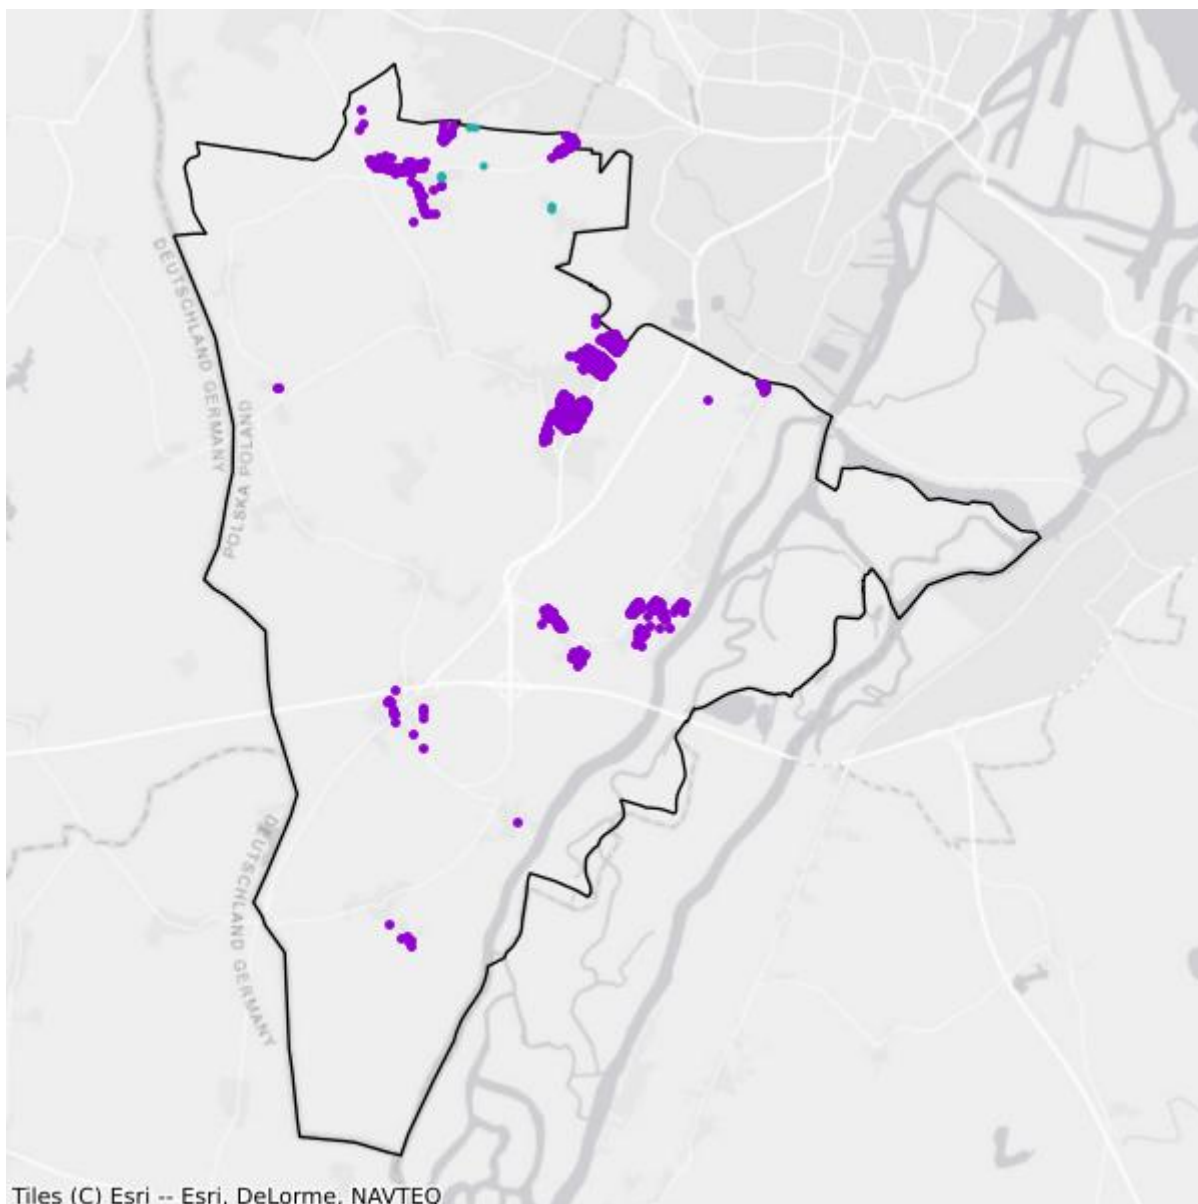 DEUTSCHLAND GERMANY
POLSKA POLAND
DEUTSCHLAND GERMANY
Tiles (C) Esri -- Esri, DeLorme, NAVTEQ